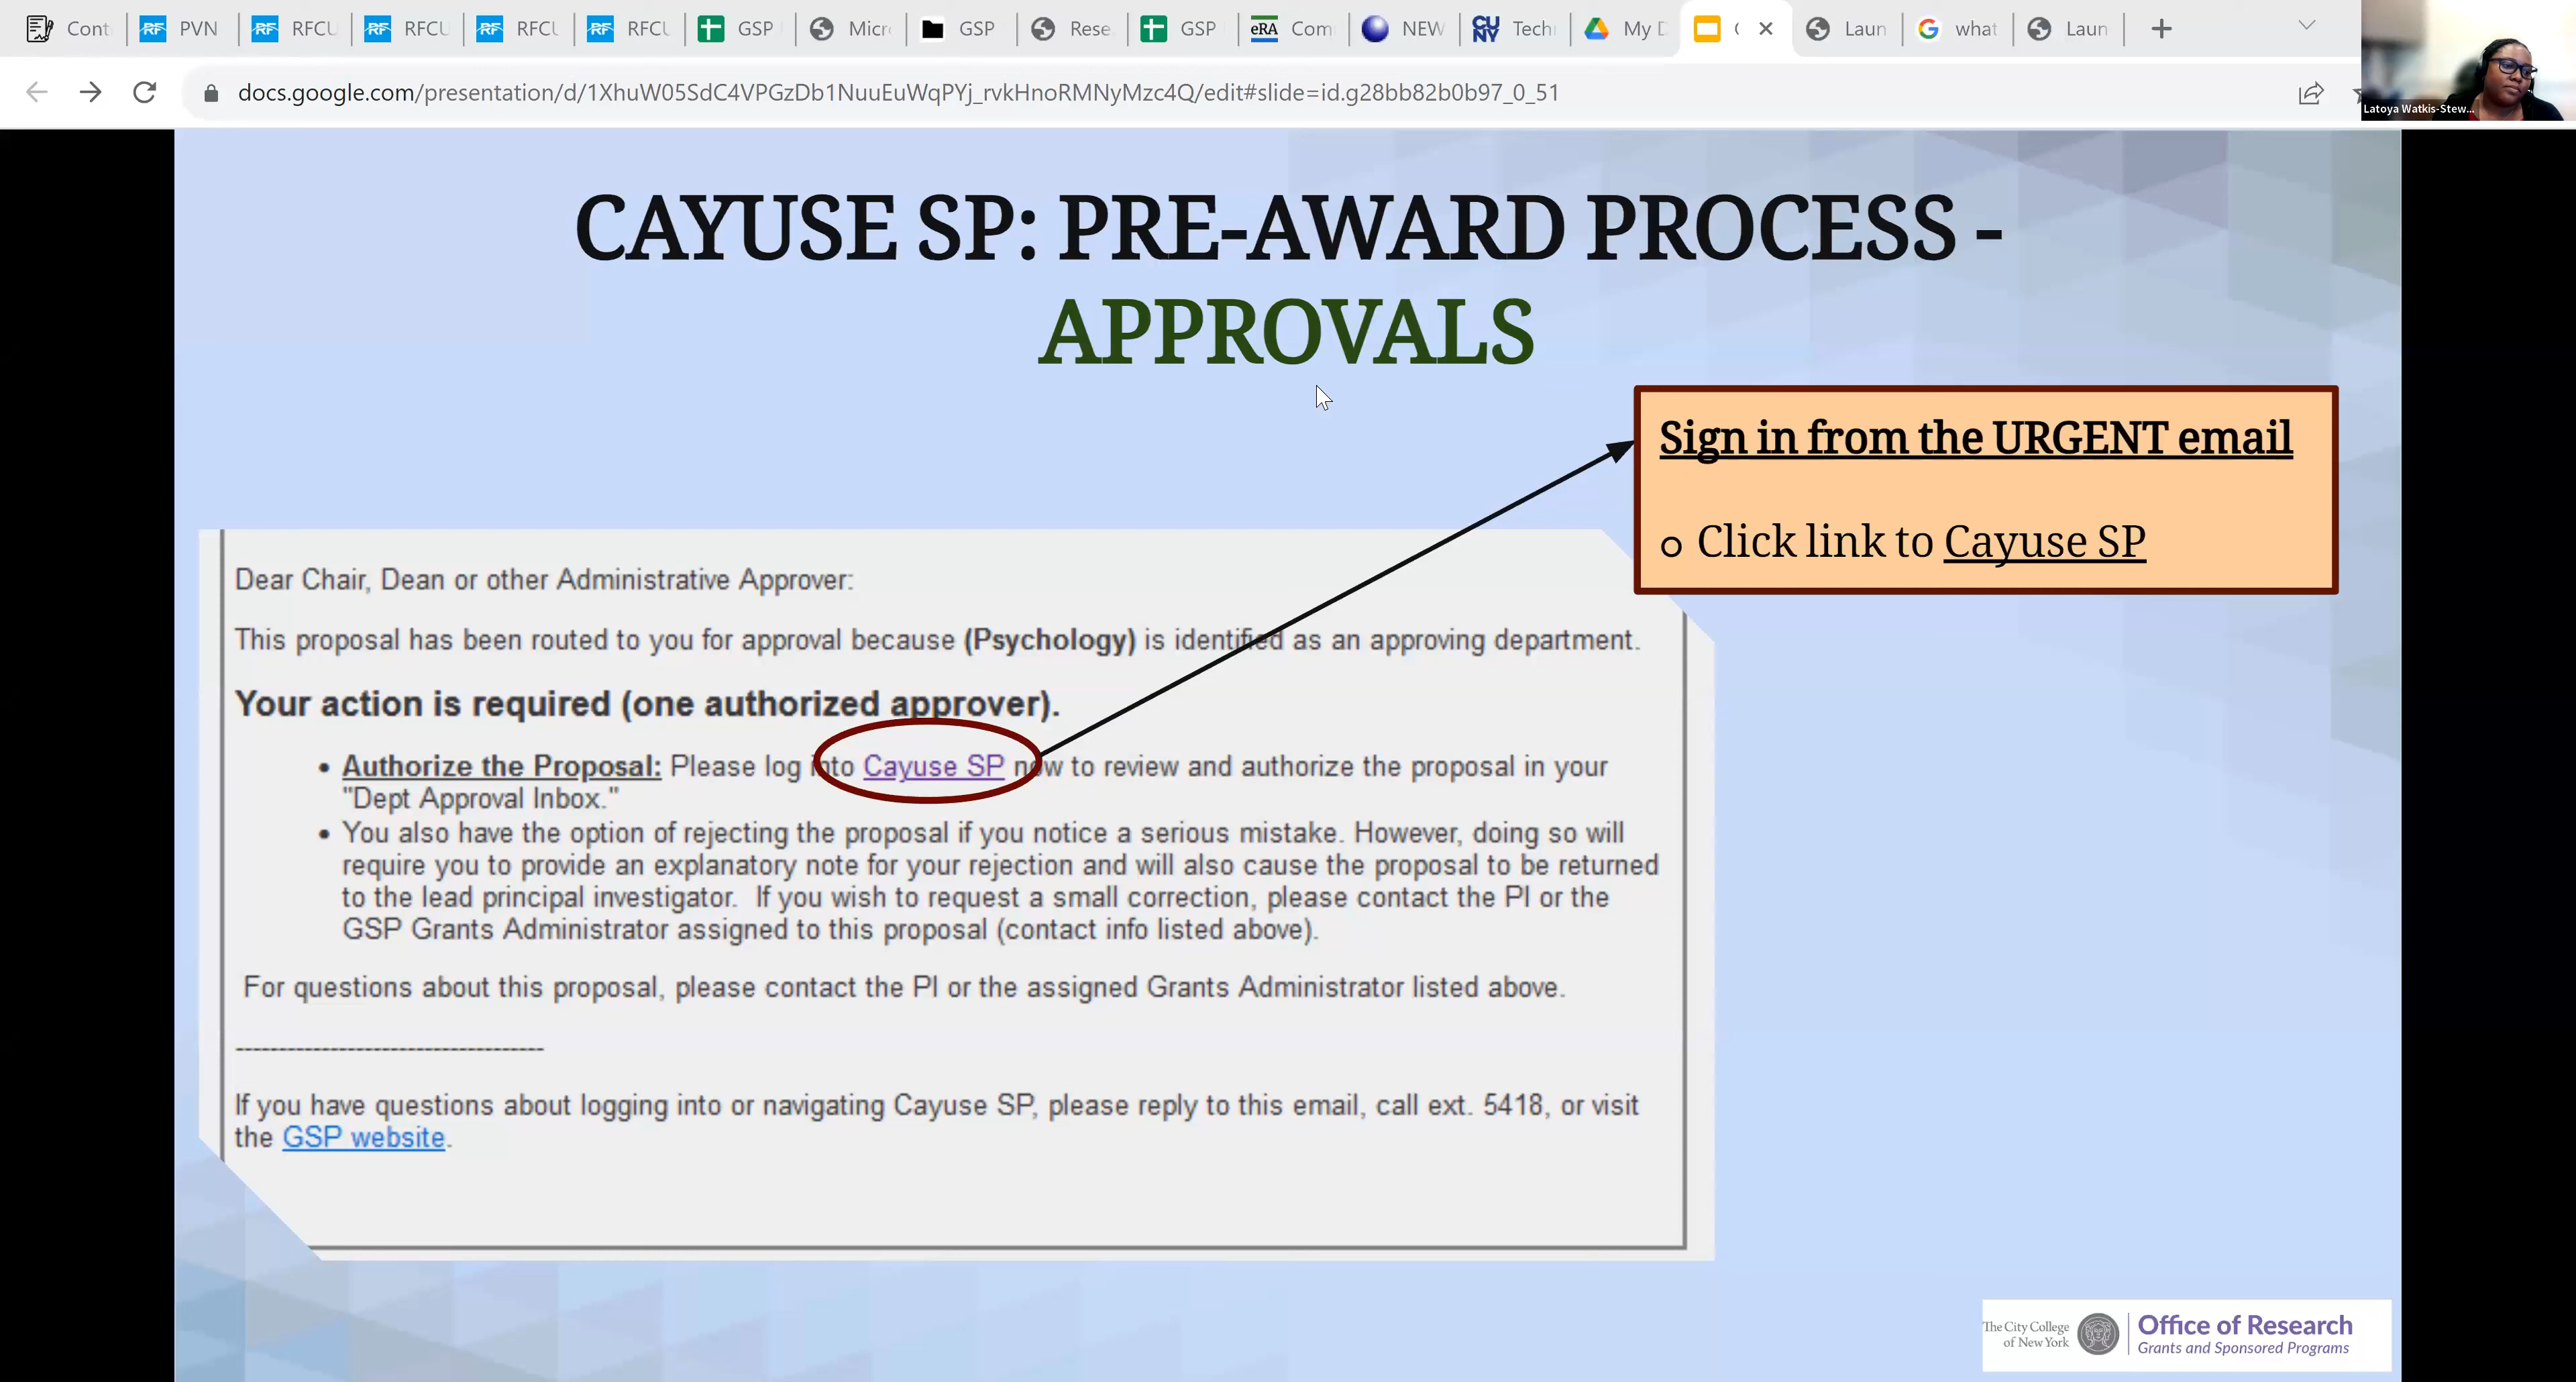 Cont
PVN
RFCU
RFCU
RFCU
RFCU
GSP
Micr
GSP
Rese
GSP
eRA Com
NEW
CU NY Tech
My D
Laun
what
Laun
docs.google.com/presentation/d/1XhuW05SdC4VPGzDb1NuuEuWqPYj_rvkHnoRMNyMzc4Q/edit#slide=id.g28bb82b0b97_0_51
Latoya Watkis-Stew...
CAYUSE SP: PRE-AWARD PROCESS -
APPROVALS
Sign in from the URGENT email
o Click link to Cayuse SP
Dear Chair, Dean or other Administrative Approver:
This proposal has been routed to you for approval because (Psychology) is identified as an approving department.
Your action is required (one authorized approver).
• Authorize the Proposal: Please log into Cayuse SP now to review and authorize the proposal in your
"Dept Approval Inbox."
• You also have the option of rejecting the proposal if you notice a serious mistake. However, doing so will
require you to provide an explanatory note for your rejection and will also cause the proposal to be returned
to the lead principal investigator. If you wish to request a small correction, please contact the PI or the
GSP Grants Administrator assigned to this proposal (contact info listed above).
For questions about this proposal, please contact the PI or the assigned Grants Administrator listed above.
-----------------------------------
If you have questions about logging into or navigating Cayuse SP, please reply to this email, call ext. 5418, or visit
the GSP website.
The City College
of New York
Office of Research
Grants and Sponsored Programs